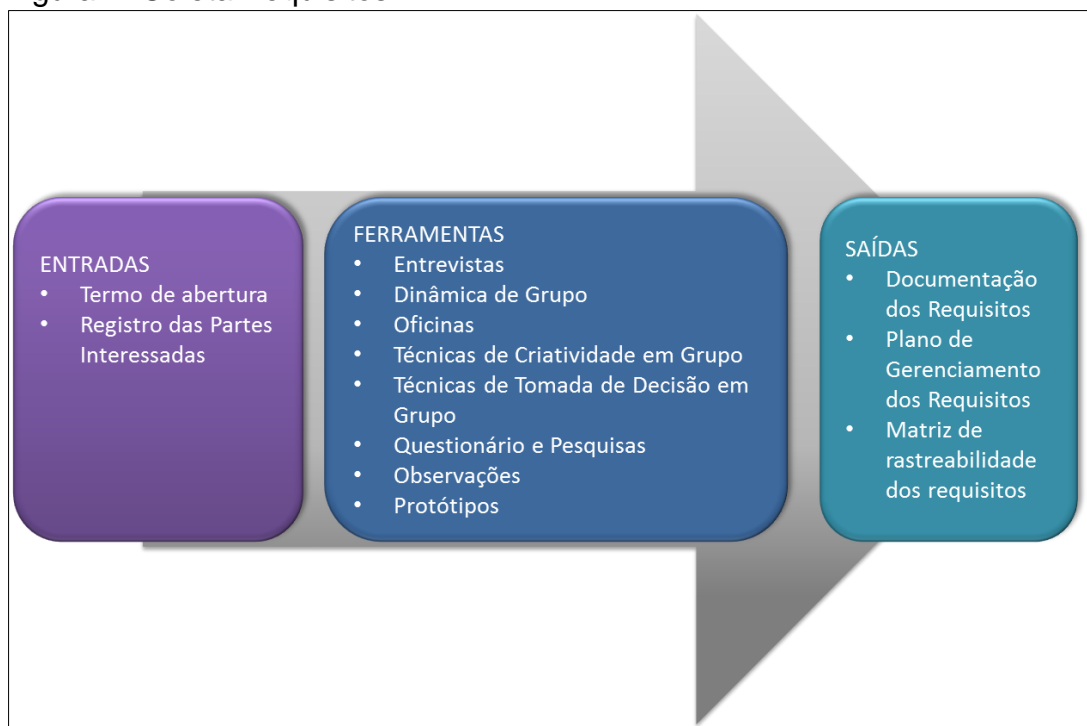 ENTRADAS
• Termo de abertura
• Registro das Partes
Interessadas
FERRAMENTAS
• Entrevistas
• Dinâmica de Grupo
• Oficinas
• Técnicas de Criatividade em Grupo
• Técnicas de Tomada de Decisão em
Grupo
• Questionário e Pesquisas
• Observações
• Protótipos
SAÍDAS
• Documentação
dos Requisitos
• Plano de
Gerenciamento
dos Requisitos
• Matriz de
rastreabilidade
dos requisitos